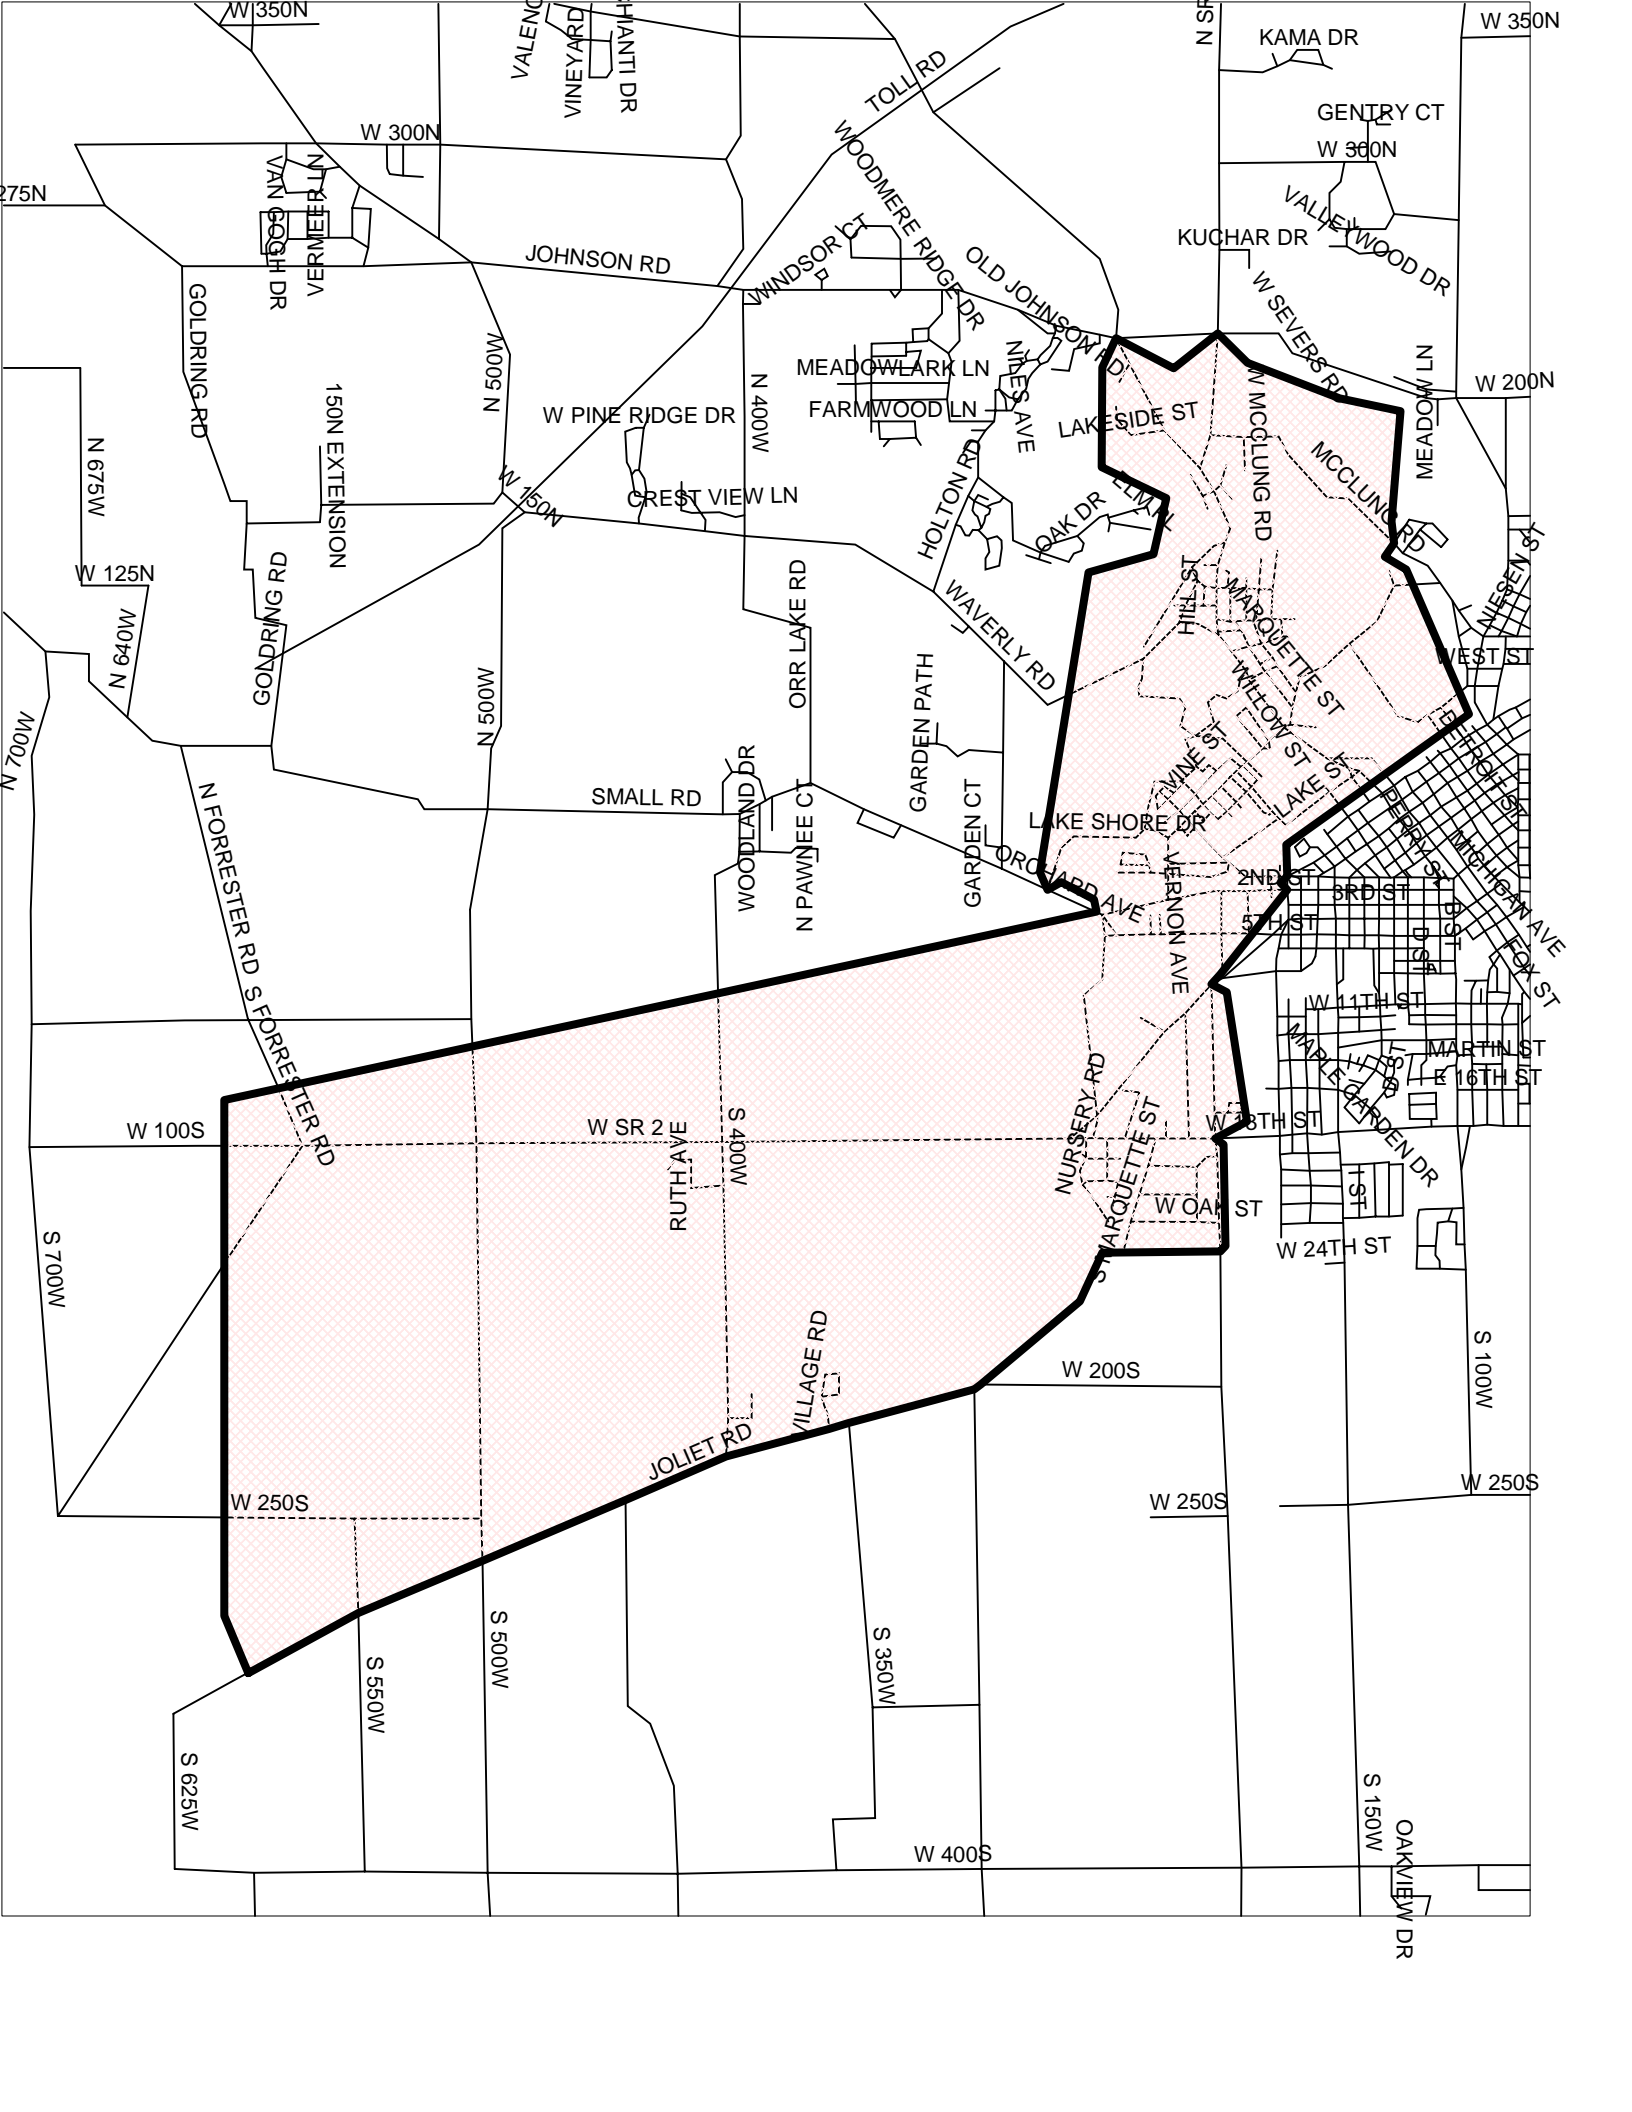 W 350N
VINEYARD
HIANTI DR
W 350N
KAMA DR
TOLL RD
GENTRY CT
W 300N
W 300N
WOODMERE RIDGE DR
VAN GOGH DR
VERMEER LN
275N
VALLEYWOOD DR
KUCHAR DR
JOHNSON RD
WINDSOR CT
OLD JOHNSON RD
W SEVERS RD
GOLDRING RD
N 500W
NILES AVE
MEADOWLARK LN
N 400W
MEADOW LN
W 200N
150N EXTENSION
W PINE RIDGE DR
FARMWOOD LN
LAKESIDE ST
W MCCLUNG RD
N 675W
MCCLUNG RD
HOLTON RD
W 150N
CREST VIEW LN
ELM PL
OAK DR
NIESEN ST
W 125N
GOLDRING RD
ORR LAKE RD
WAVERLY RD
HILL ST
MARQUETTE ST
N 640W
WEST ST
N 500W
GARDEN PATH
WILLOW ST
N 700W
DETROIT ST
VINE ST
LAKE ST
WOODLAND DR
SMALL RD
N PAWNEE CT
GARDEN CT
LAKE SHORE DR
PERRY ST
MICHIGAN AVE
N FORRESTER RD
ORCHARD AVE
VERNON AVE
2ND ST
3RD ST
5TH ST
B ST
D ST
FOX ST
S FORRESTER RD
W 11TH ST
MAPLE GARDEN DR
D ST
MARTIN ST
E 16TH ST
NURSERY RD
W 100S
W SR 2
RUTH AVE
S 400W
S MARQUETTE ST
W 18TH ST
W OAK ST
I ST
W 24TH ST
S 700W
VILLAGE RD
W 200S
S 100W
JOLIET RD
W 250S
W 250S
W 250S
S 500W
S 550W
S 350W
S 625W
S 150W
W 400S
OAKVIEW DR